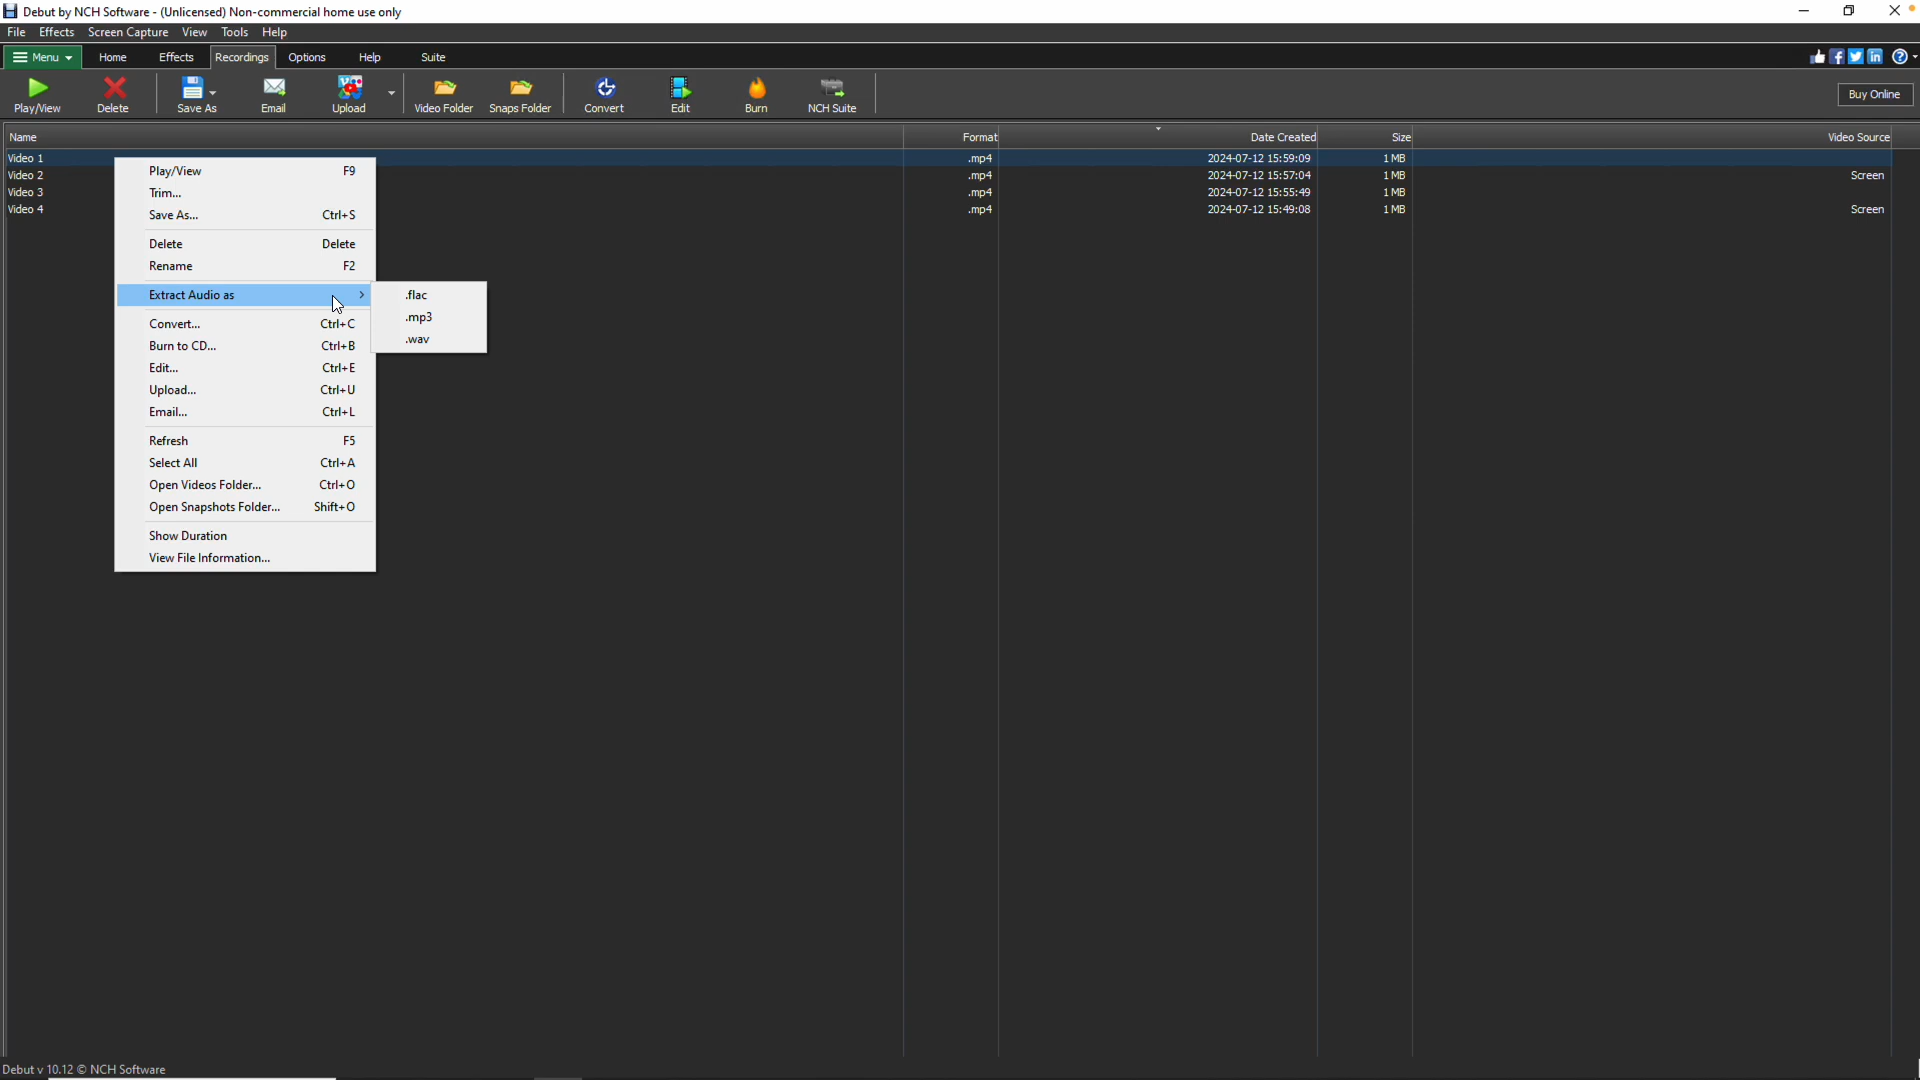 Debut by NCH Software - (Unlicensed) Non-commercial home use only
File Effects Screen Capture View Tools Help
Menu Home Effects Recordings Options Help Suite
Play/View Delete Save As Email Upload Video Folder Snaps Folder Convert Edit Burn NCH Suite Buy Online
Name Format Date Created Size Video Source
Video 1 .mp4 2024-07-12 15:59:09 1 MB
Video 2 .mp4 2024-07-12 15:57:04 1 MB Screen
Video 3 .mp4 2024-07-12 15:55:49 1 MB
Video 4 .mp4 2024-07-12 15:49:08 1 MB Screen
Play/View F9
Trim...
Save As... Ctrl+S
Delete Delete
Rename F2
Extract Audio as
.flac
.mp3
.wav
Convert... Ctrl+C
Burn to CD... Ctrl+B
Edit... Ctrl+E
Upload... Ctrl+U
Email... Ctrl+L
Refresh F5
Select All Ctrl+A
Open Videos Folder... Ctrl+O
Open Snapshots Folder... Shift+O
Show Duration
View File Information...
Debut v 10.12 © NCH Software